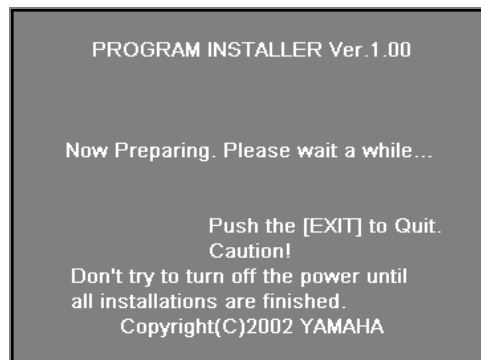 PROGRAM INSTALLER Ver.1.00
Now Preparing. Please wait a while...
Push the [EXIT] to Quit.
Caution!
Don't try to turn off the power until
all installations are finished.
Copyright(C)2002 YAMAHA